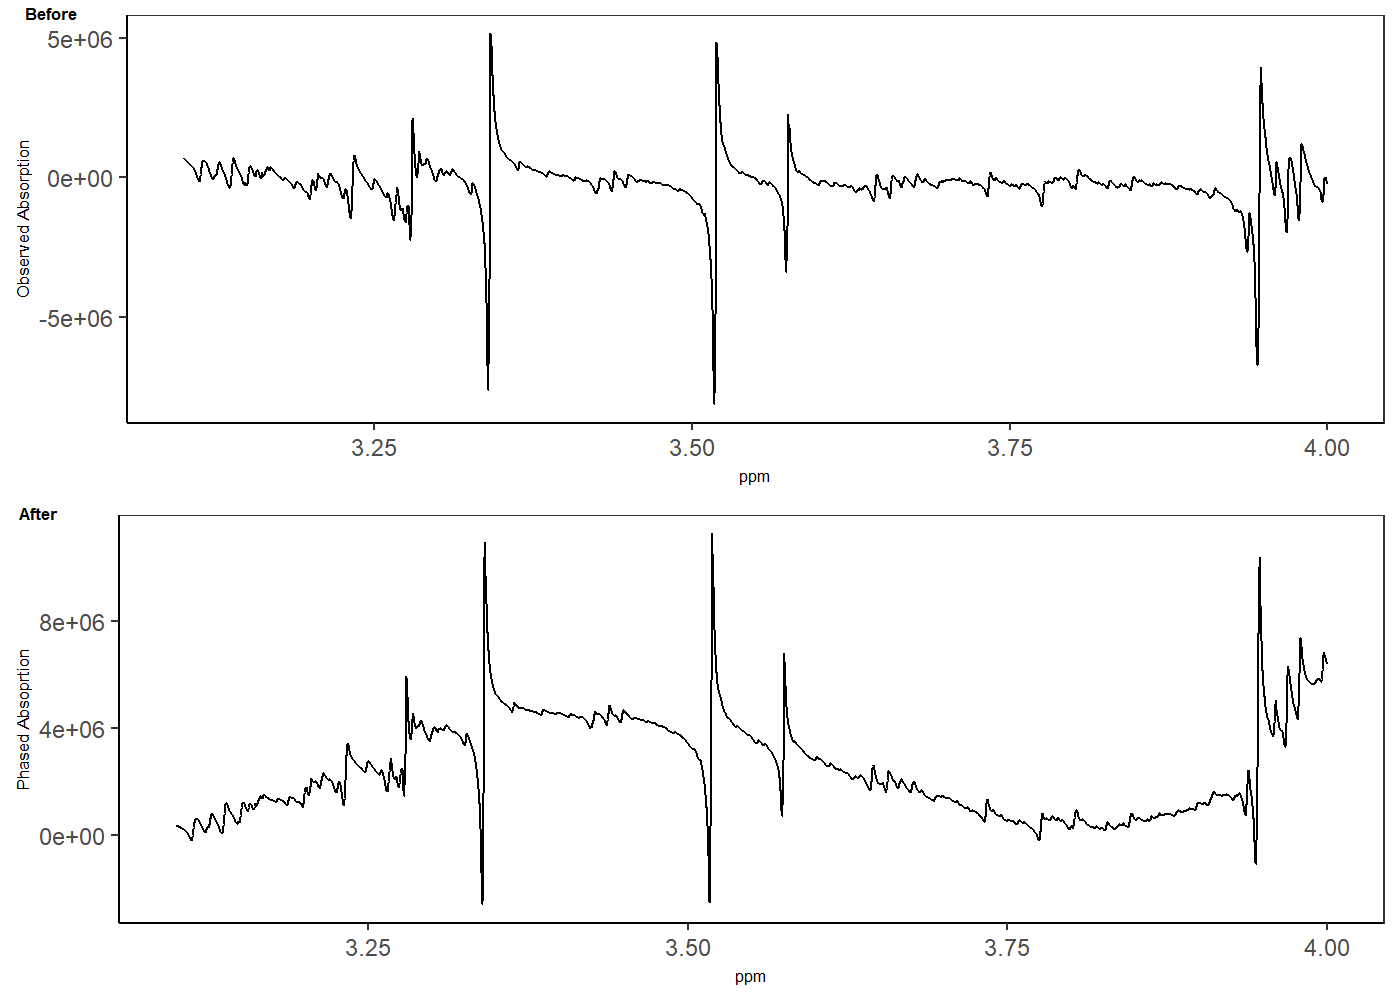 Before
5e+06
0e+00
-5e+06
Observed Absorption
3.25 3.50 3.75 4.00
ppm
After
8e+06
4e+06
0e+00
Phased Absoprtion
3.25 3.50 3.75 4.00
ppm